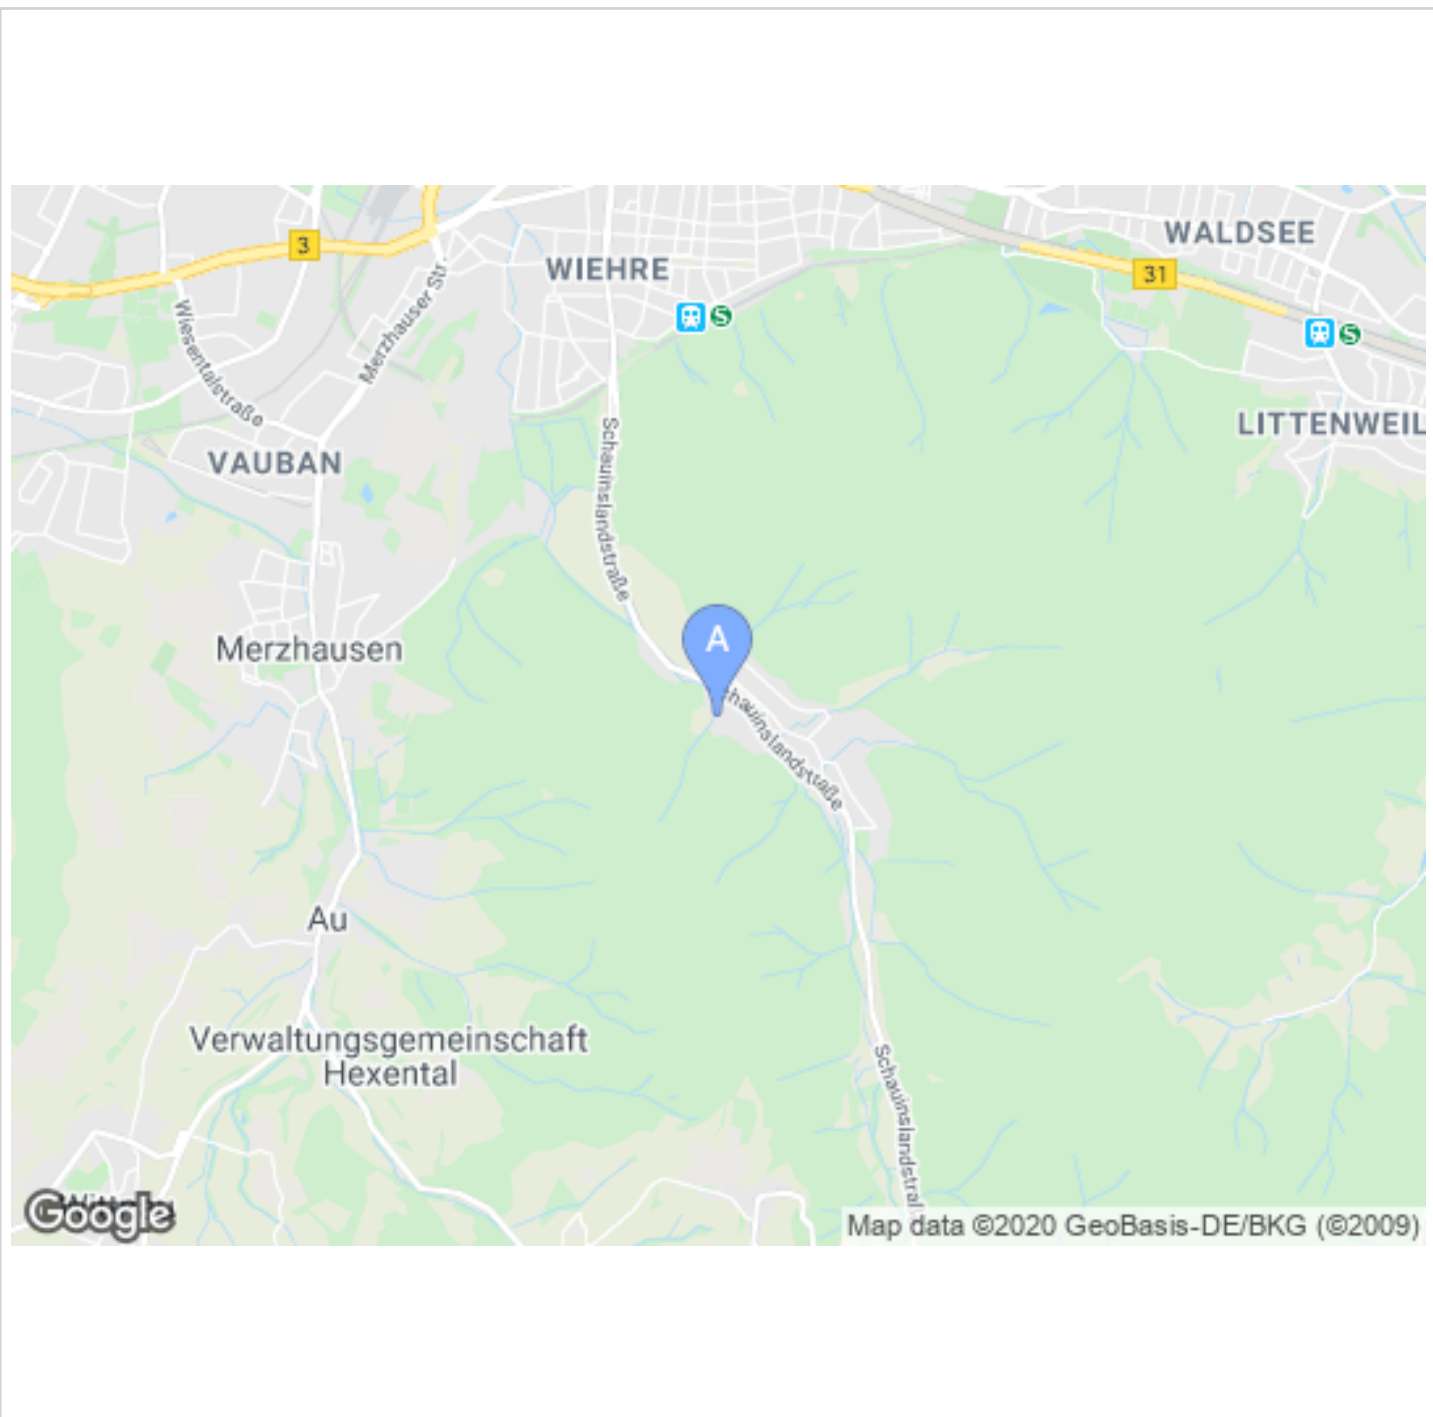 3
WIEHRE
WALDSEE
31
S
S
Wiesentalstraße
Merzhauser Str
LITTENWEIL
VAUBAN
Schauinslandstraße
Merzhausen
A
Au
Verwaltungsgemeinschaft
Hexental
Google
Map data ©2020 GeoBasis-DE/BKG (©2009)